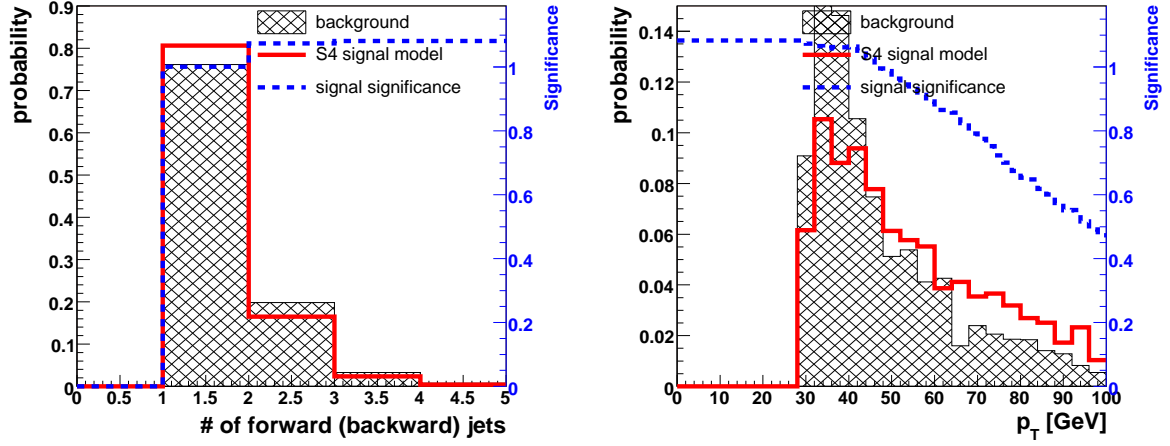 background
S4 signal model
signal significance
probability
0.9
0.8
0.7
0.6
0.5
0.4
0.3
0.2
0.1
0
Significance
1
0.8
0.6
0.4
0.2
0
0 0.5 1 1.5 2 2.5 3 3.5 4 4.5 5
# of forward (backward) jets
background
S4 signal model
signal significance
probability
0.14
0.12
0.1
0.08
0.06
0.04
0.02
0
Significance
1
0.8
0.6
0.4
0.2
0
0 10 20 30 40 50 60 70 80 90 100
p_T [GeV]